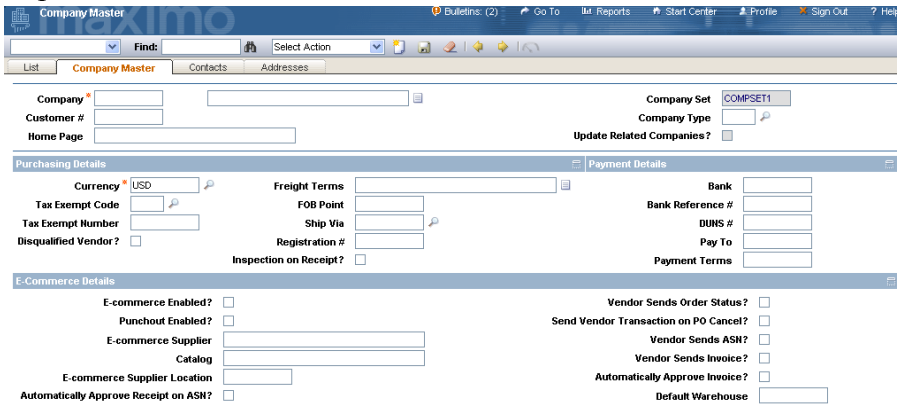 Company Master
maximo
Bulletins: (2) Go To Reports Start Center Profile Sign Out ? Help
Find: Select Action
List Company Master Contacts Addresses
Company * Company Set COMPSET1
Customer # Company Type
Home Page Update Related Companies?
Purchasing Details Payment Details
Currency * USD Freight Terms Bank
Tax Exempt Code FOB Point Bank Reference #
Tax Exempt Number Ship Via DUNS #
Disqualified Vendor? Registration # Pay To
Inspection on Receipt? Payment Terms
E-Commerce Details
E-commerce Enabled? Vendor Sends Order Status?
Punchout Enabled? Send Vendor Transaction on PO Cancel?
E-commerce Supplier Vendor Sends ASN?
Catalog Vendor Sends Invoice?
E-commerce Supplier Location Automatically Approve Invoice?
Automatically Approve Receipt on ASN? Default Warehouse